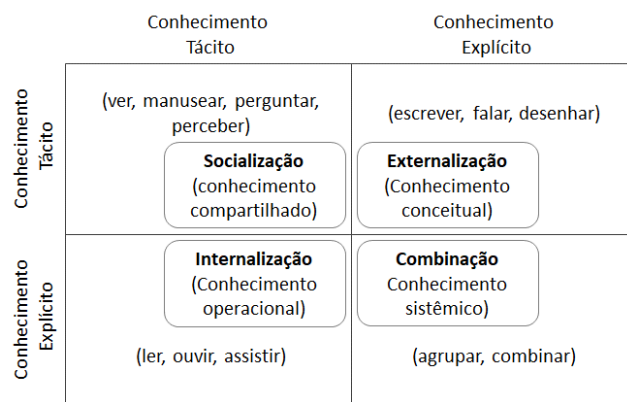 Conhecimento
Tácito
Conhecimento
Explícito
Conhecimento
Tácito
(ver, manusear, perguntar,
perceber)
Socialização
(conhecimento
compartilhado)
(escrever, falar, desenhar)
Externalização
(Conhecimento
conceitual)
Conhecimento
Explícito
Internalização
(Conhecimento
operacional)
(ler, ouvir, assistir)
Combinação
Conhecimento
sistêmico)
(agrupar, combinar)